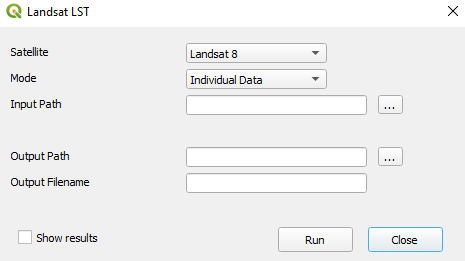 Landsat LST
Satellite Landsat 8
Mode Individual Data
Input Path ...
Output Path ...
Output Filename
Show results Run Close